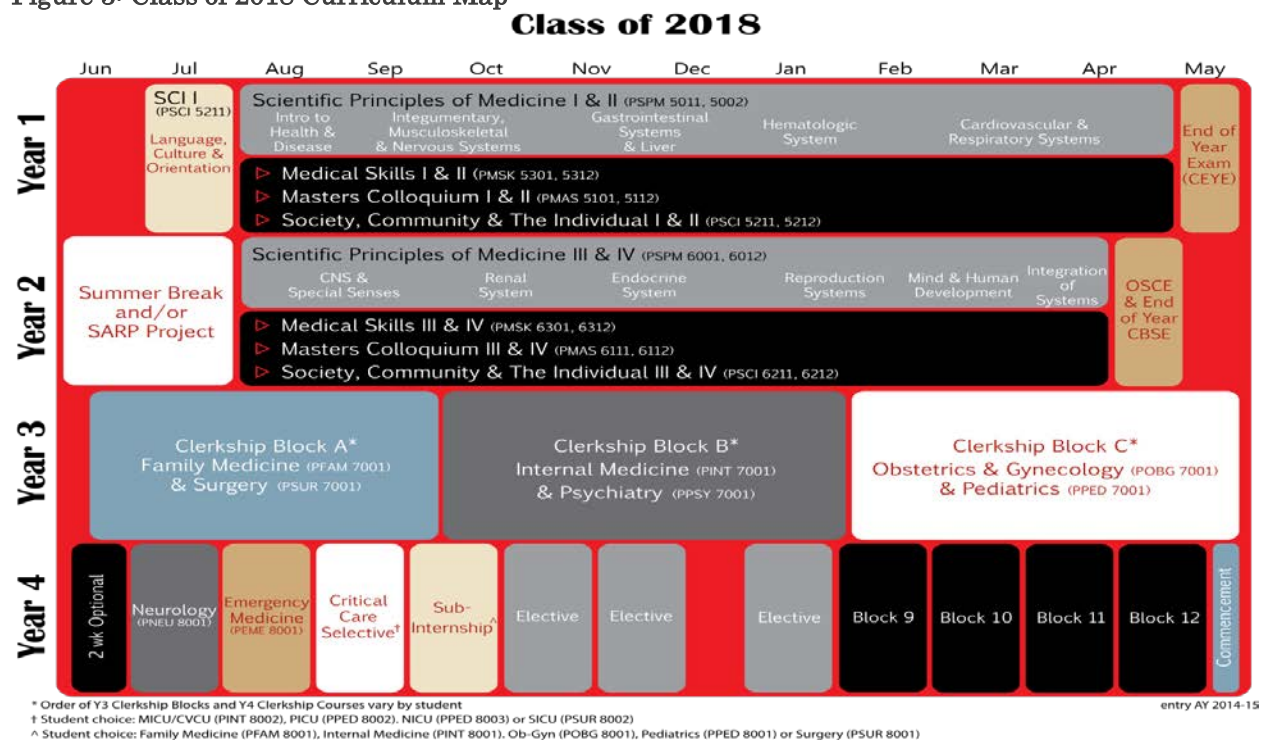 Figure 3: Class of 2018 Curriculum Map
Class of 2018
Jun Jul Aug Sep Oct Nov Dec Jan Feb Mar Apr May
Year 1
SCI I
(PSCI 5211)
Language,
Culture &
Orientation
Scientific Principles of Medicine I & II (PSPM 5011, 5002)
Intro to
Health &
Disease
Integumentary,
Musculoskeletal
& Nervous Systems
Gastrointestinal
Systems
& Liver
Hematologic
System
Cardiovascular &
Respiratory Systems
Medical Skills I & II (PMSK 5301, 5312)
Masters Colloquium I & II (PMAS 5101, 5112)
Society, Community & The Individual I & II (PSCI 5211, 5212)
End of
Year
Exam
(CEYE)
Year 2
Summer Break
and/or
SARP Project
Scientific Principles of Medicine III & IV (PSPM 6001, 6012)
CNS &
Special Senses
Renal
System
Endocrine
System
Reproduction
Systems
Mind & Human
Development
Integration
of
Systems
Medical Skills III & IV (PMSK 6301, 6312)
Masters Colloquium III & IV (PMAS 6111, 6112)
Society, Community & The Individual III & IV (PSCI 6211, 6212)
OSCE
& End
of Year
CBSE
Year 3
Clerkship Block A*
Family Medicine (PFAM 7001)
& Surgery (PSUR 7001)
Clerkship Block B*
Internal Medicine (PINT 7001)
& Psychiatry (PPSY 7001)
Clerkship Block C*
Obstetrics & Gynecology (POBG 7001)
& Pediatrics (PPED 7001)
Year 4
2 wk Optional
Neurology
(PNEU 8001)
Emergency
Medicine
(PEME 8001)
Critical
Care
Selective†
Sub-
Internship^
Elective
Elective
Elective
Block 9
Block 10
Block 11
Block 12
Commencement
* Order of Y3 Clerkship Blocks and Y4 Clerkship Courses vary by student
entry AY 2014-15
† Student choice: MICU/CVCU (PINT 8002), PICU (PPED 8002). NICU (PPED 8003) or SICU (PSUR 8002)
^ Student choice: Family Medicine (PFAM 8001), Internal Medicine (PINT 8001). Ob-Gyn (POBG 8001), Pediatrics (PPED 8001) or Surgery (PSUR 8001)